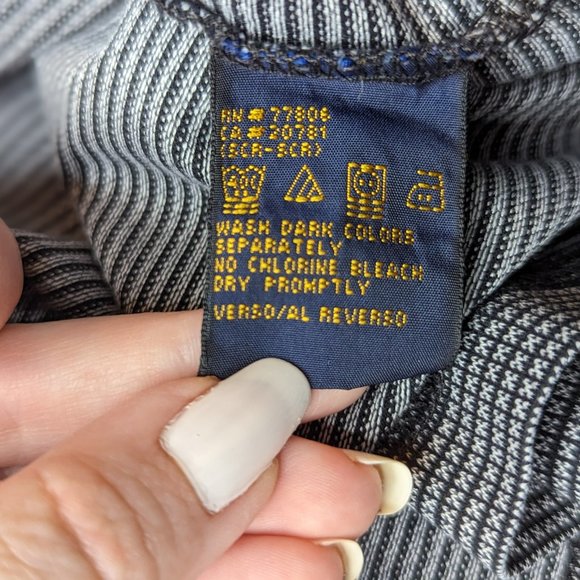 RN # 77806
CA # 20781
(SCR-SCR)
WASH DARK COLORS
SEPARATELY
NO CHLORINE BLEACH
DRY PROMPTLY
VERSO/AL REVERSO